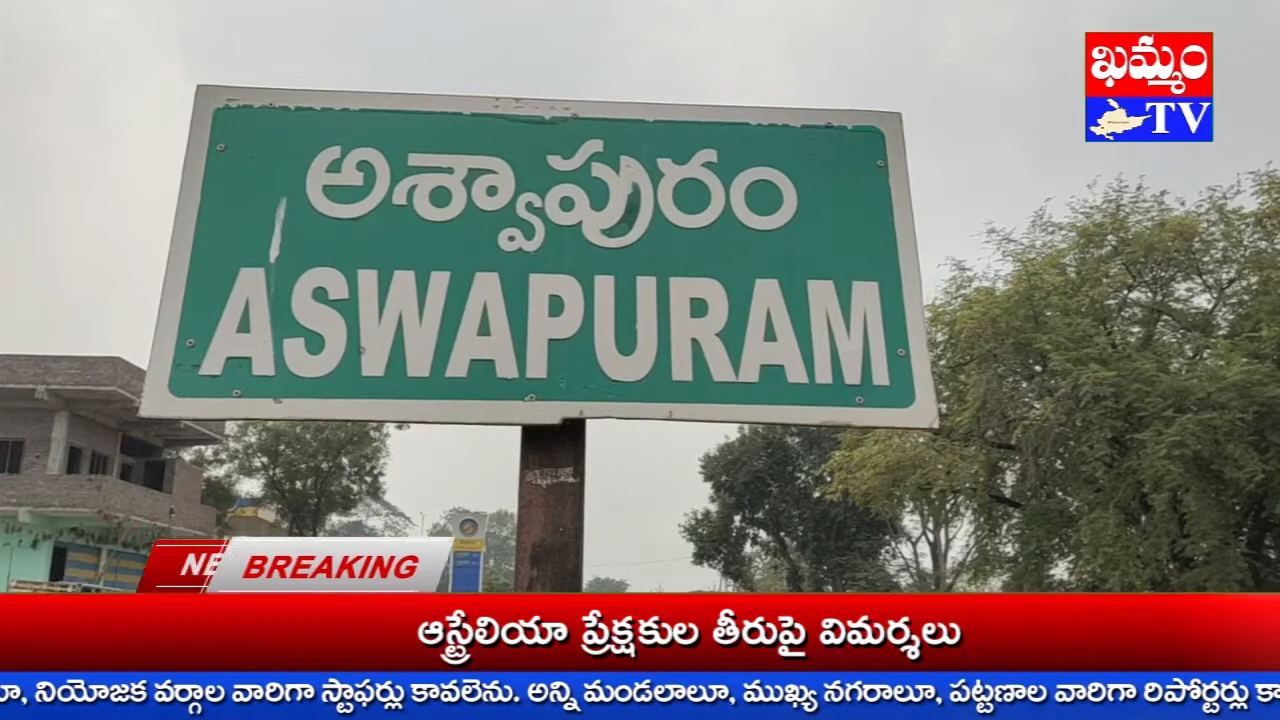 ఖమ్మం
TV
అశ్వాపురం
ASWAPURAM
BREAKING
ఆస్ట్రేలియా ప్రేక్షకుల తీరుపై విమర్శలు
నియోజక వర్గాల వారిగా స్టాఫర్లు కావలెను. అన్ని మండలాలూ, ముఖ్య నగరాలూ, పట్టణాల వారిగా రిపోర్టర్లు